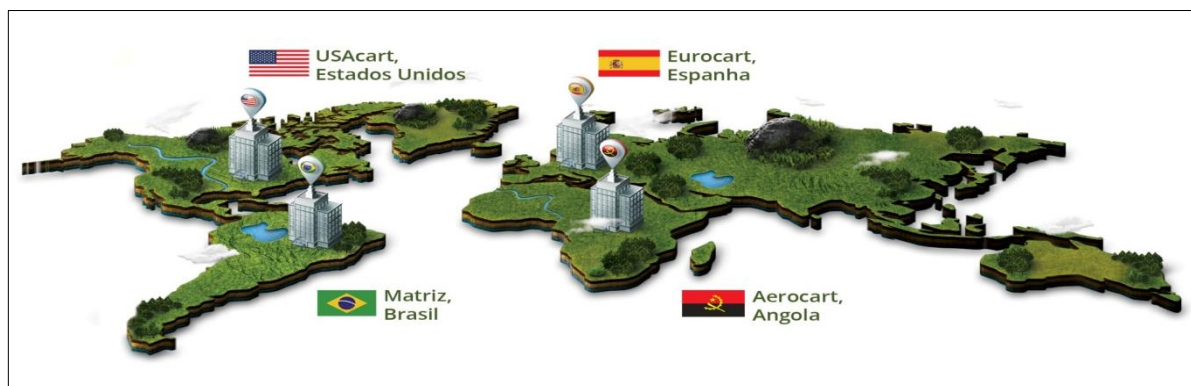 USAcart,
Estados Unidos
Eurocart,
Espanha
Matriz,
Brasil
Aerocart,
Angola